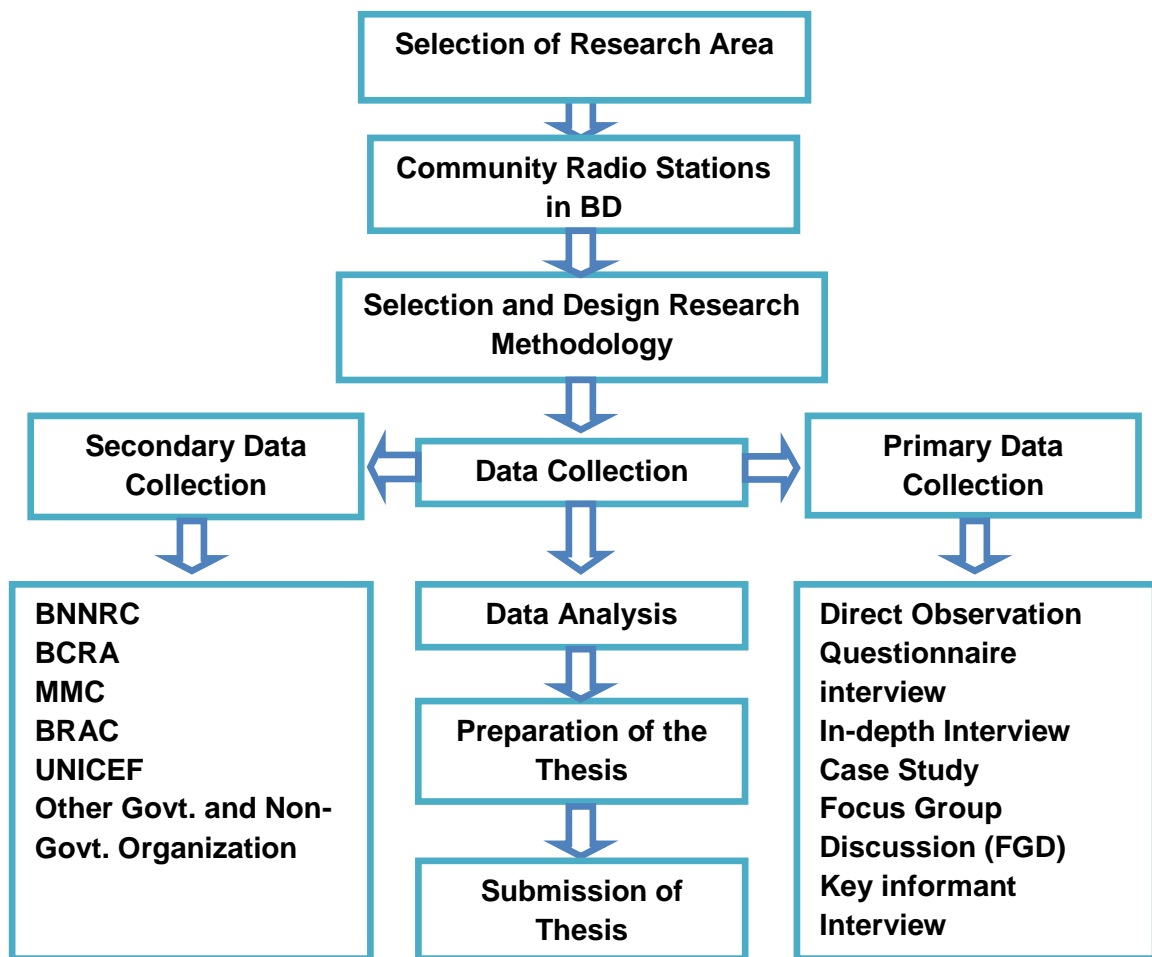 Selection of Research Area
Community Radio Stations
in BD
Selection and Design Research
Methodology
Secondary Data
Collection
Data Collection
Primary Data
Collection
BNNRC
BCRA
MMC
BRAC
UNICEF
Other Govt. and Non-
Govt. Organization
Data Analysis
Preparation of the
Thesis
Submission of
Thesis
Direct Observation
Questionnaire
interview
In-depth Interview
Case Study
Focus Group
Discussion (FGD)
Key informant
Interview